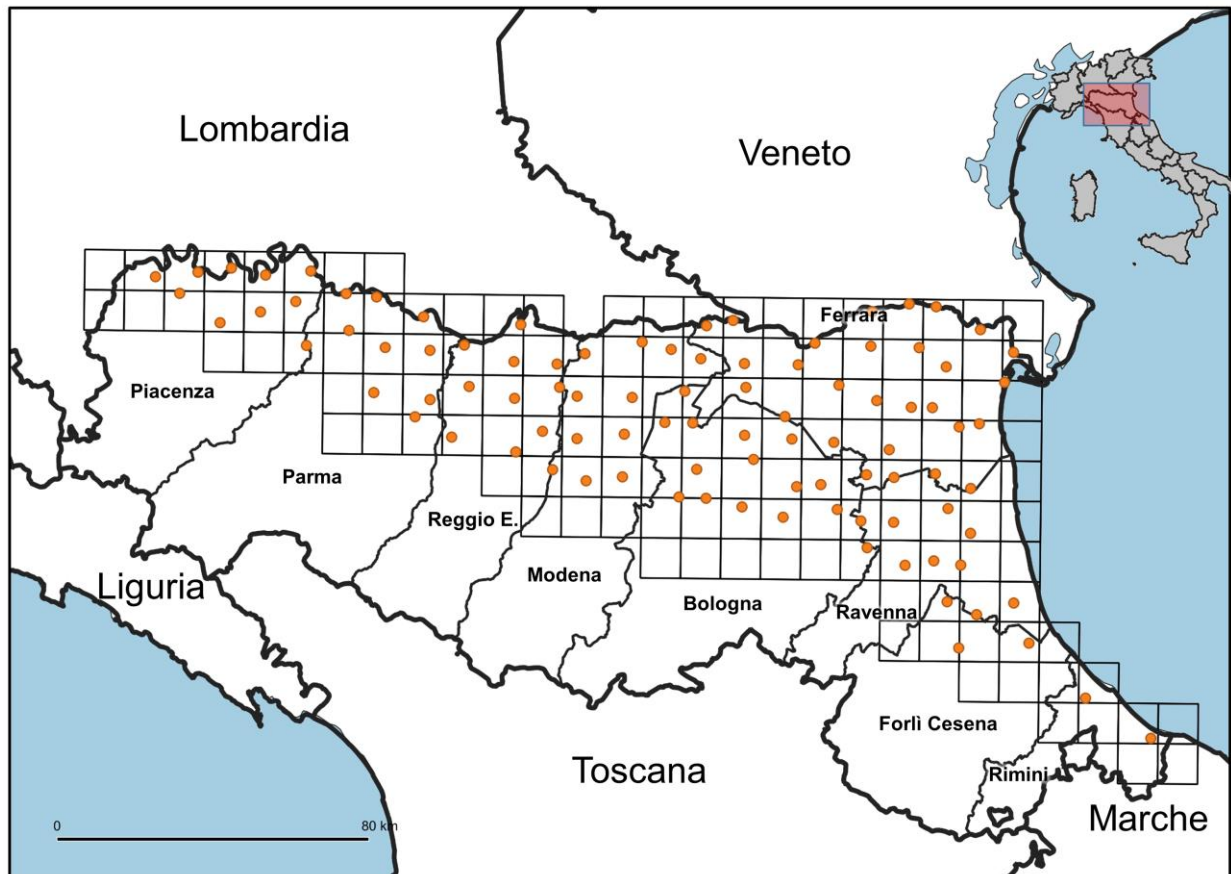 Lombardia
Veneto
Ferrara
Piacenza
Parma
Reggio E.
Modena
Liguria
Bologna
Ravenna
Forlì Cesena
Toscana
Rimini
Marche
0 80 km